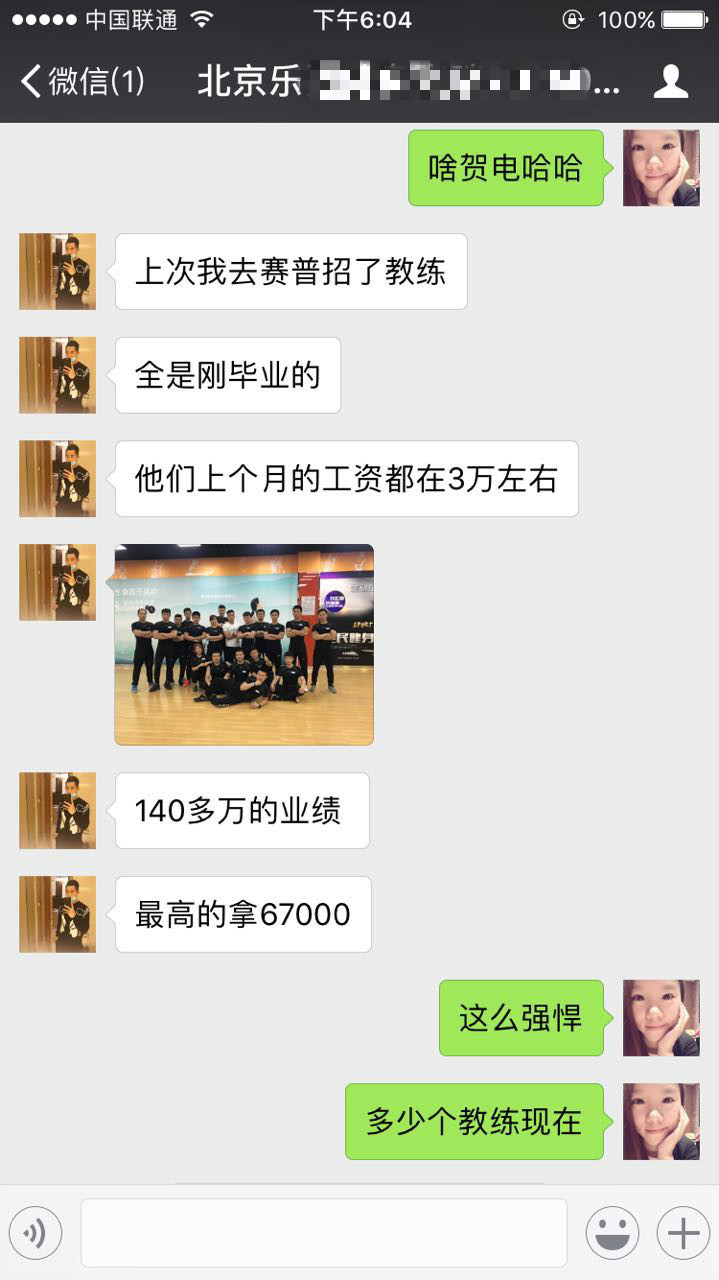 中国联通 下午6:04 100%
微信(1) 北京乐 ...
啥贺电哈哈
上次我去赛普招了教练
全是刚毕业的
他们上个月的工资都在3万左右
SPORT
民健身
140多万的业绩
最高的拿67000
这么强悍
多少个教练现在